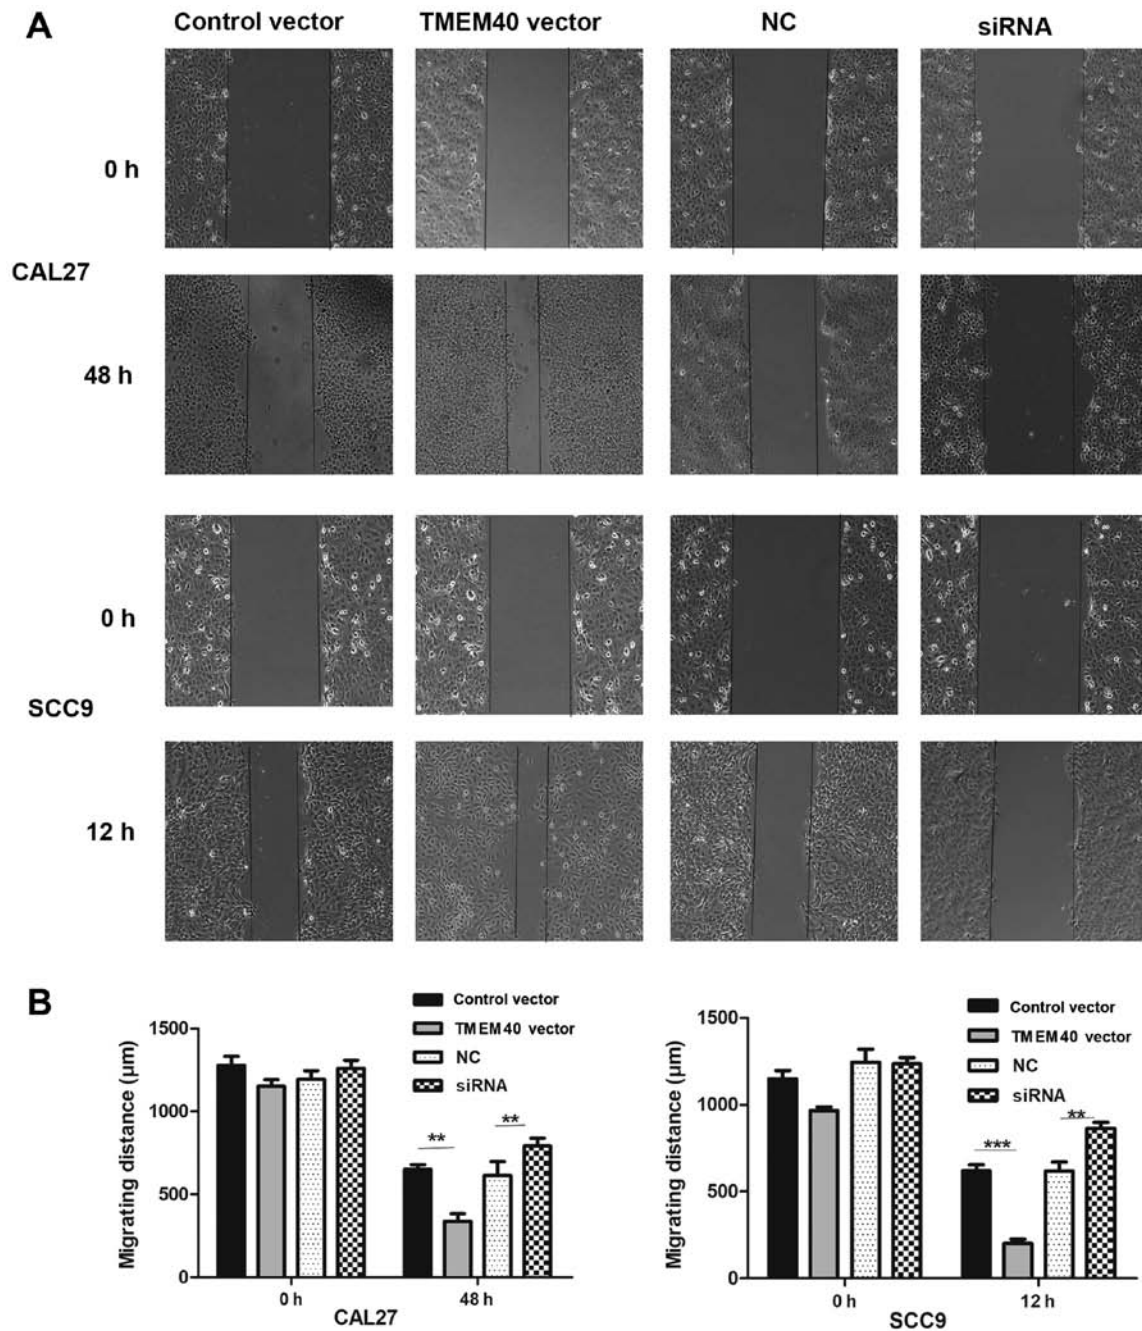 A
Control vector TMEM40 vector NC siRNA
0 h
CAL27
48 h
0 h
SCC9
12 h
B
Control vector
TMEM40 vector
NC
siRNA
Migrating distance (µm)
1500
1000
500
0
**
**
0 h 48 h
CAL27
Control vector
TMEM40 vector
NC
siRNA
Migrating distance (µm)
1500
1000
500
0
***
**
0 h 12 h
SCC9